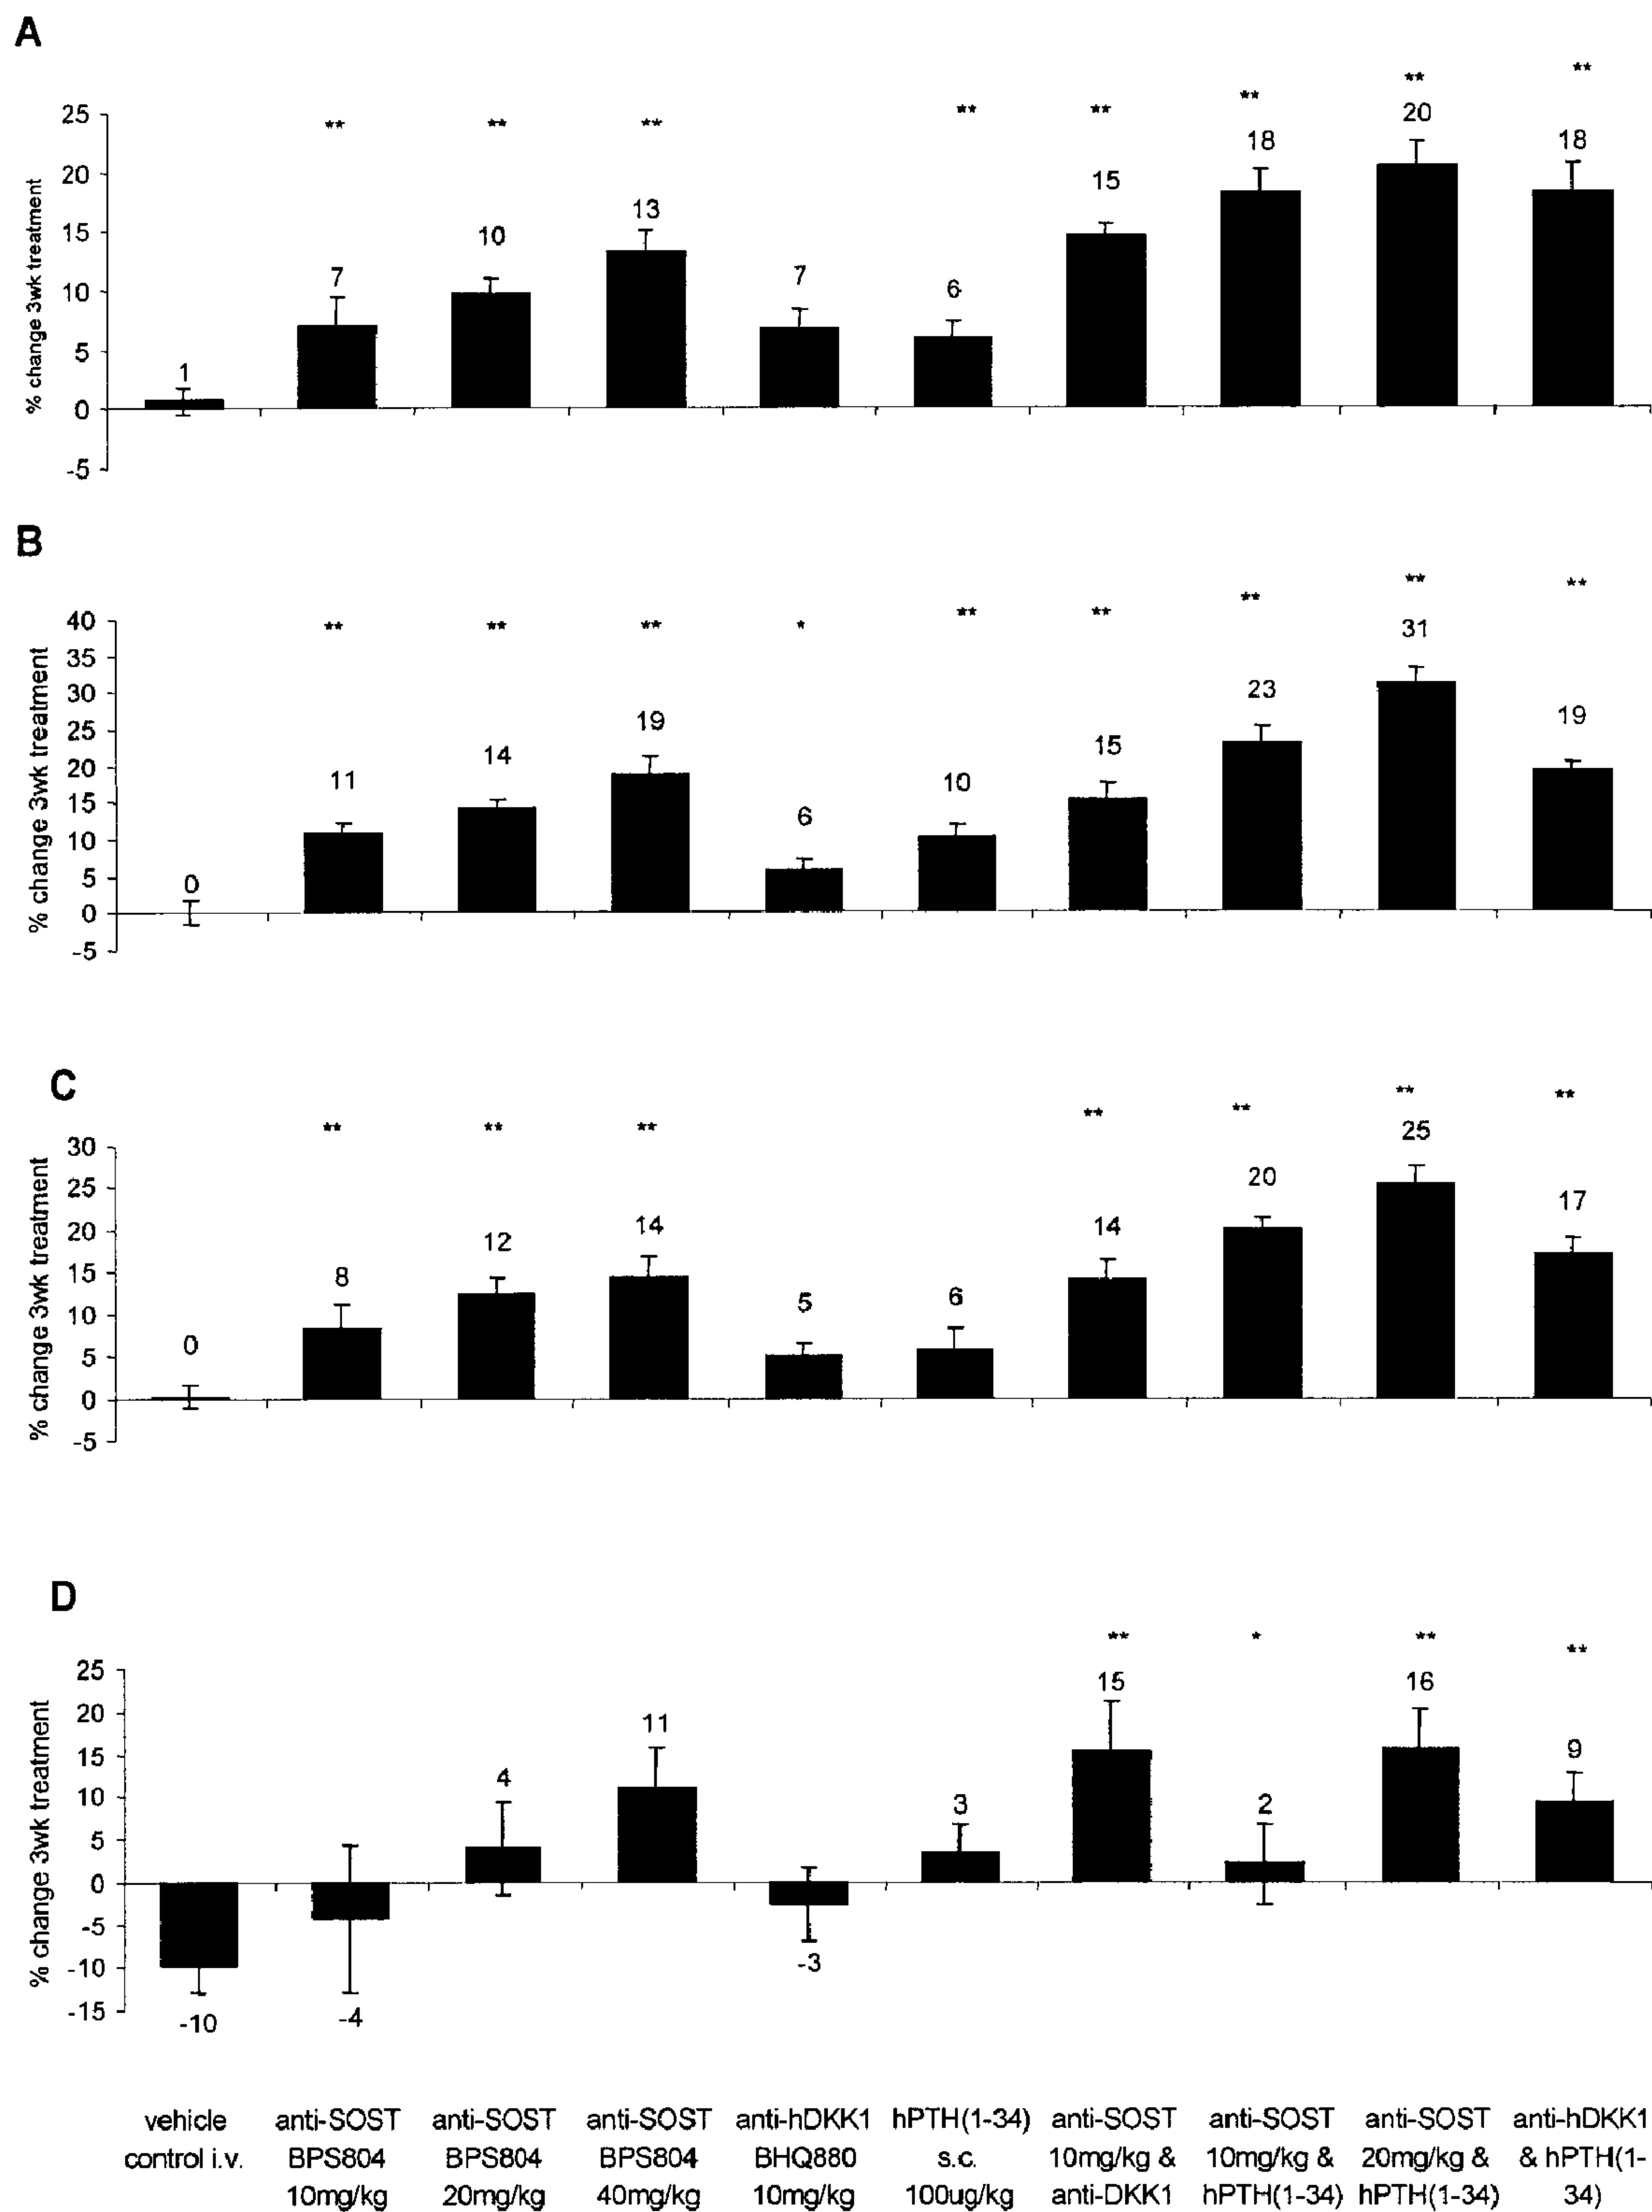 A
** ** ** ** ** ** ** **
% change 3wk treatment
25
20
15
10
5
0
-5
1 7 10 13 7 6 15 18 20 18
B
** ** ** * ** ** ** ** **
% change 3wk treatment
40
35
30
25
20
15
10
5
0
-5
0 11 14 19 6 10 15 23 31 19
C
** ** ** ** ** ** **
% change 3wk treatment
30
25
20
15
10
5
0
-5
0 8 12 14 5 6 14 20 25 17
D
** * ** **
% change 3wk treatment
25
20
15
10
5
0
-5
-10
-15
-10 -4 4 11 -3 3 15 2 16 9
vehicle
control i.v.
anti-SOST
BPS804
10mg/kg
anti-SOST
BPS804
20mg/kg
anti-SOST
BPS804
40mg/kg
anti-hDKK1
BHQ880
10mg/kg
hPTH(1-34)
s.c.
100ug/kg
anti-SOST
10mg/kg &
anti-DKK1
anti-SOST
10mg/kg &
hPTH(1-34)
anti-SOST
20mg/kg &
hPTH(1-34)
anti-hDKK1
& hPTH(1-
34)